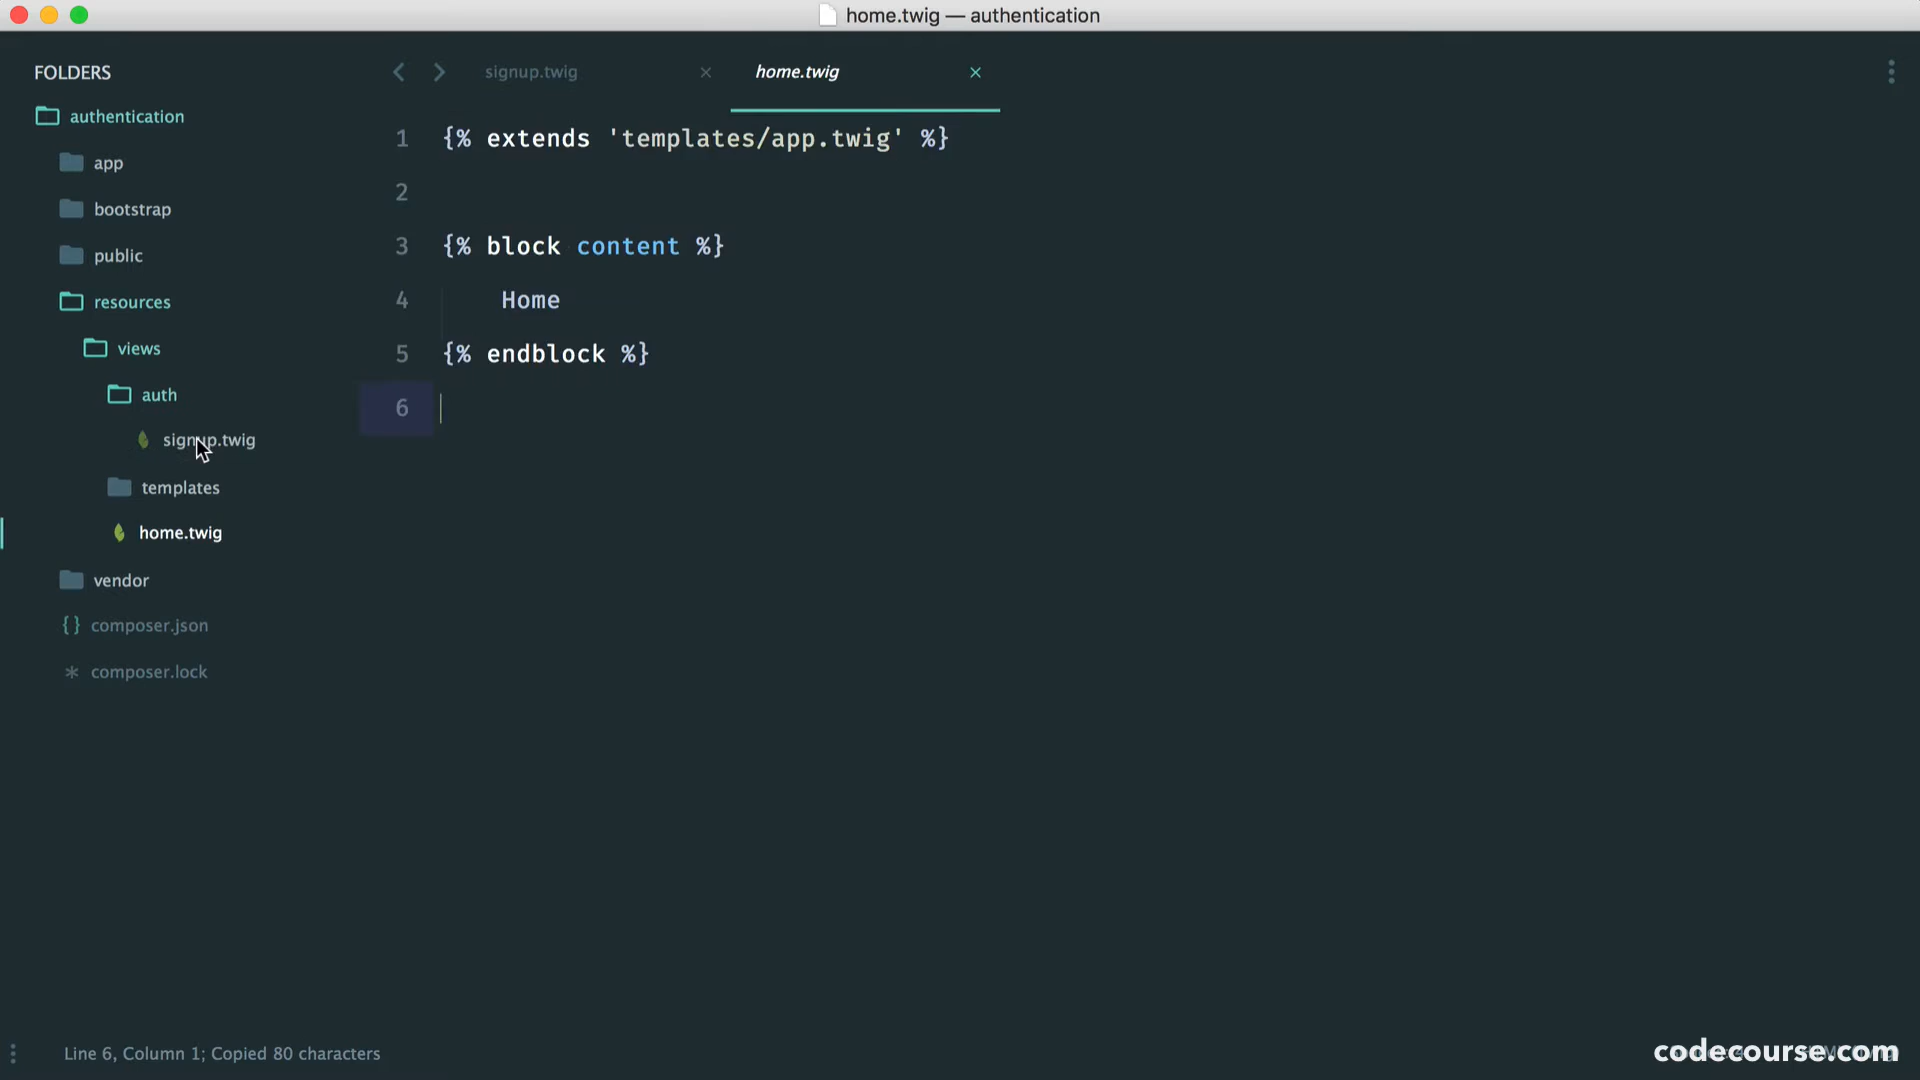 home.twig — authentication
FOLDERS
authentication
app
bootstrap
public
resources
views
auth
signup.twig
templates
home.twig
vendor
{} composer.json
* composer.lock
signup.twig
home.twig
1 {% extends 'templates/app.twig' %}
2
3 {% block content %}
4 Home
5 {% endblock %}
6
Line 6, Column 1; Copied 80 characters
codecourse.com